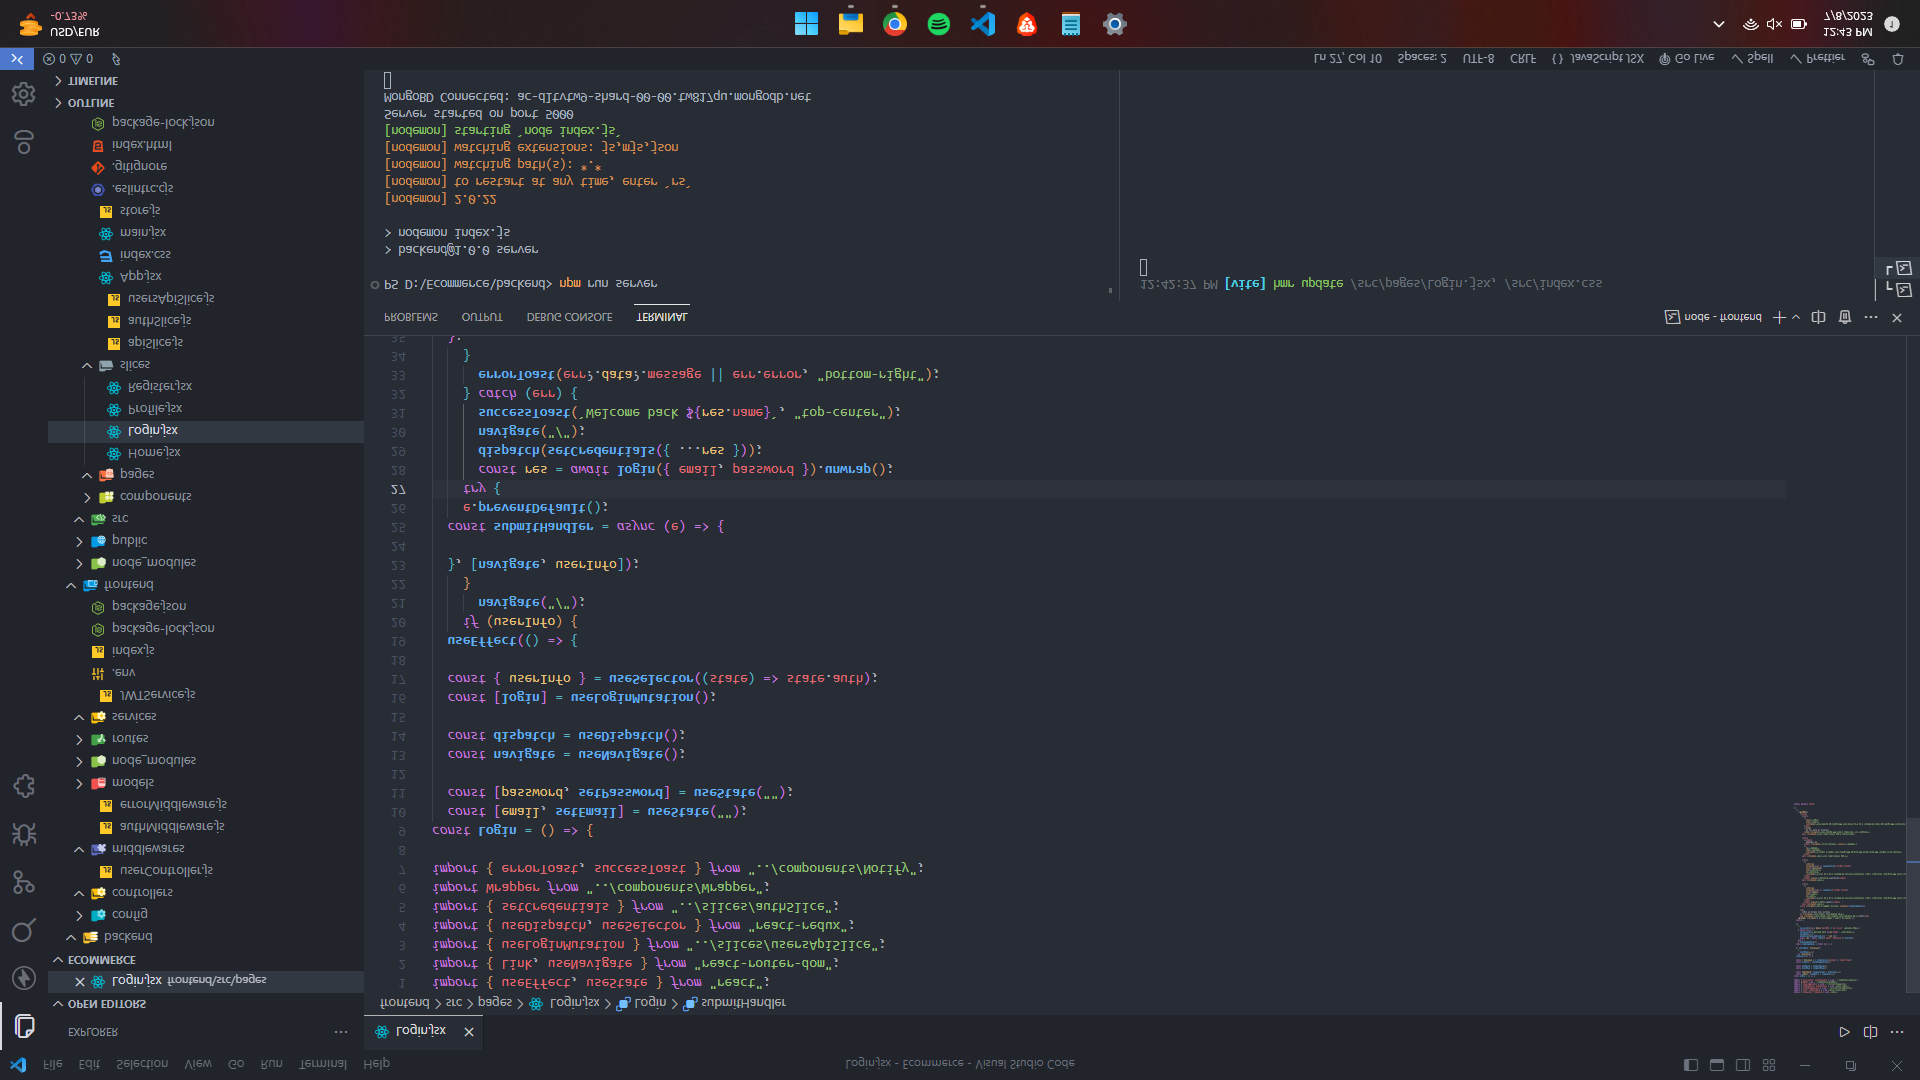 File Edit Selection View Go Run Terminal Help
Login.jsx - Ecommerce - Visual Studio Code
EXPLORER
OPEN EDITORS
Login.jsx frontend/src/pages
ECOMMERCE
backend
config
controllers
userController.js
middlewares
authMiddleware.js
errorMiddleware.js
models
node_modules
routes
services
JWTService.js
.env
index.js
package-lock.json
package.json
frontend
node_modules
public
src
components
pages
Home.jsx
Login.jsx
Profile.jsx
Register.jsx
slices
apiSlice.js
authSlice.js
usersApiSlice.js
App.jsx
index.css
main.jsx
store.js
.eslintrc.cjs
.gitignore
index.html
package-lock.json
OUTLINE
TIMELINE
Login.jsx
frontend > src > pages > Login.jsx > Login > submitHandler
1 import { useEffect, useState } from "react";
2 import { Link, useNavigate } from "react-router-dom";
3 import { useLoginMutation } from "../slices/usersApiSlice";
4 import { useDispatch, useSelector } from "react-redux";
5 import { setCredentials } from "../slices/authSlice";
6 import Wrapper from "../components/Wrapper";
7 import { errorToast, successToast } from "../components/Notify";
8
9 const Login = () => {
10 const [email, setEmail] = useState("");
11 const [password, setPassword] = useState("");
12
13 const navigate = useNavigate();
14 const dispatch = useDispatch();
15
16 const [login] = useLoginMutation();
17 const { userInfo } = useSelector((state) => state.auth);
18
19 useEffect(() => {
20 if (userInfo) {
21 navigate("/");
22 }
23 }, [navigate, userInfo]);
24
25 const submitHandler = async (e) => {
26 e.preventDefault();
27 try {
28 const res = await login({ email, password }).unwrap();
29 dispatch(setCredentials({ ...res }));
30 navigate("/");
31 successToast(`Welcome back ${res.name}`, "top-center");
32 } catch (err) {
33 errorToast(err?.data?.message || err.error, "bottom-right");
34 }
35 };
PROBLEMS OUTPUT DEBUG CONSOLE TERMINAL
node - frontend
PS D:\Ecommerce\backend> npm run server
> backend@1.0.0 server
> nodemon index.js
[nodemon] 2.0.22
[nodemon] to restart at any time, enter `rs`
[nodemon] watching path(s): *.*
[nodemon] watching extensions: js,mjs,json
[nodemon] starting `node index.js`
Server started on port 5000
MongoBD Connected: ac-d1tvtw9-shard-00-00.tw817qu.mongodb.net
12:42:37 PM [vite] hmr update /src/pages/Login.jsx, /src/index.css
0 0
Ln 27, Col 10 Spaces: 2 UTF-8 CRLF {} JavaScript JSX Go Live Spell Prettier
USD/EUR
-0.73%
12:43 PM
7/8/2023
1